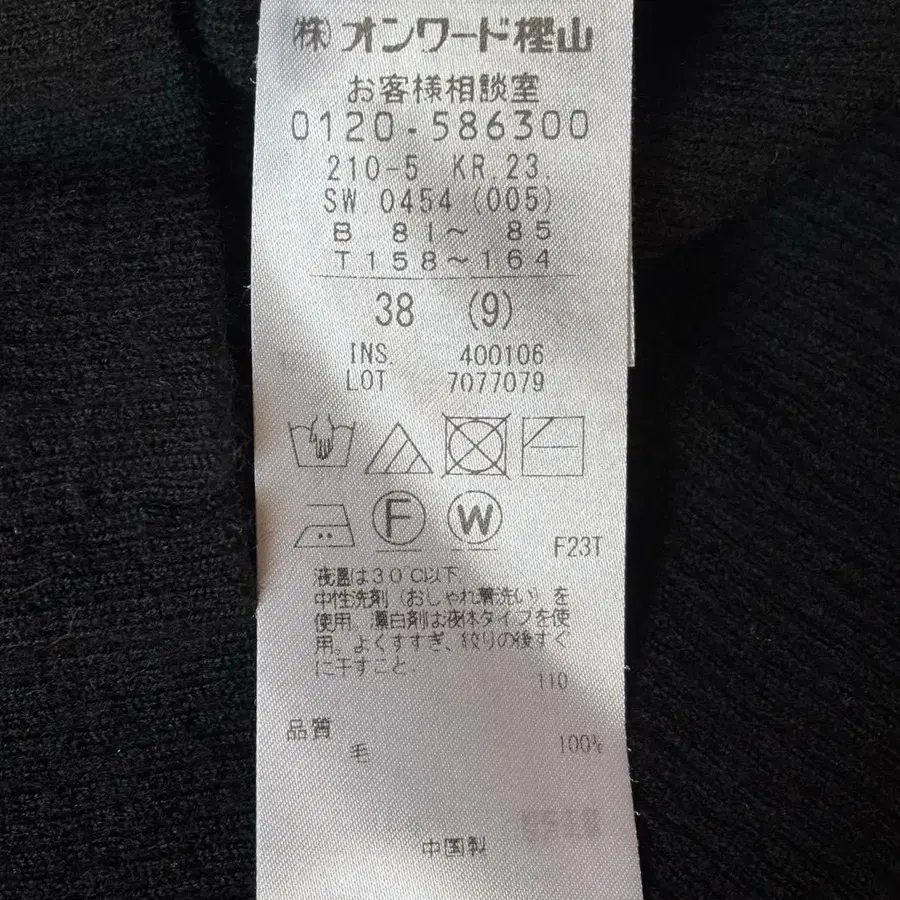 ㈱オンワード樫山
お客様相談室
0120-586300
210-5 KR.23.
SW.0454 (005)
B 81〜 85
T158〜164
38 (9)
INS. 400106
LOT 7077079
F
W
F23T
液温は30℃以下、
中性洗剤（おしゃれ着洗い）を
使用、漂白剤は液体タイプを使
用。よくすすぎ、絞りの後すぐ
に干すこと。
110
品質
毛 100%
中国製